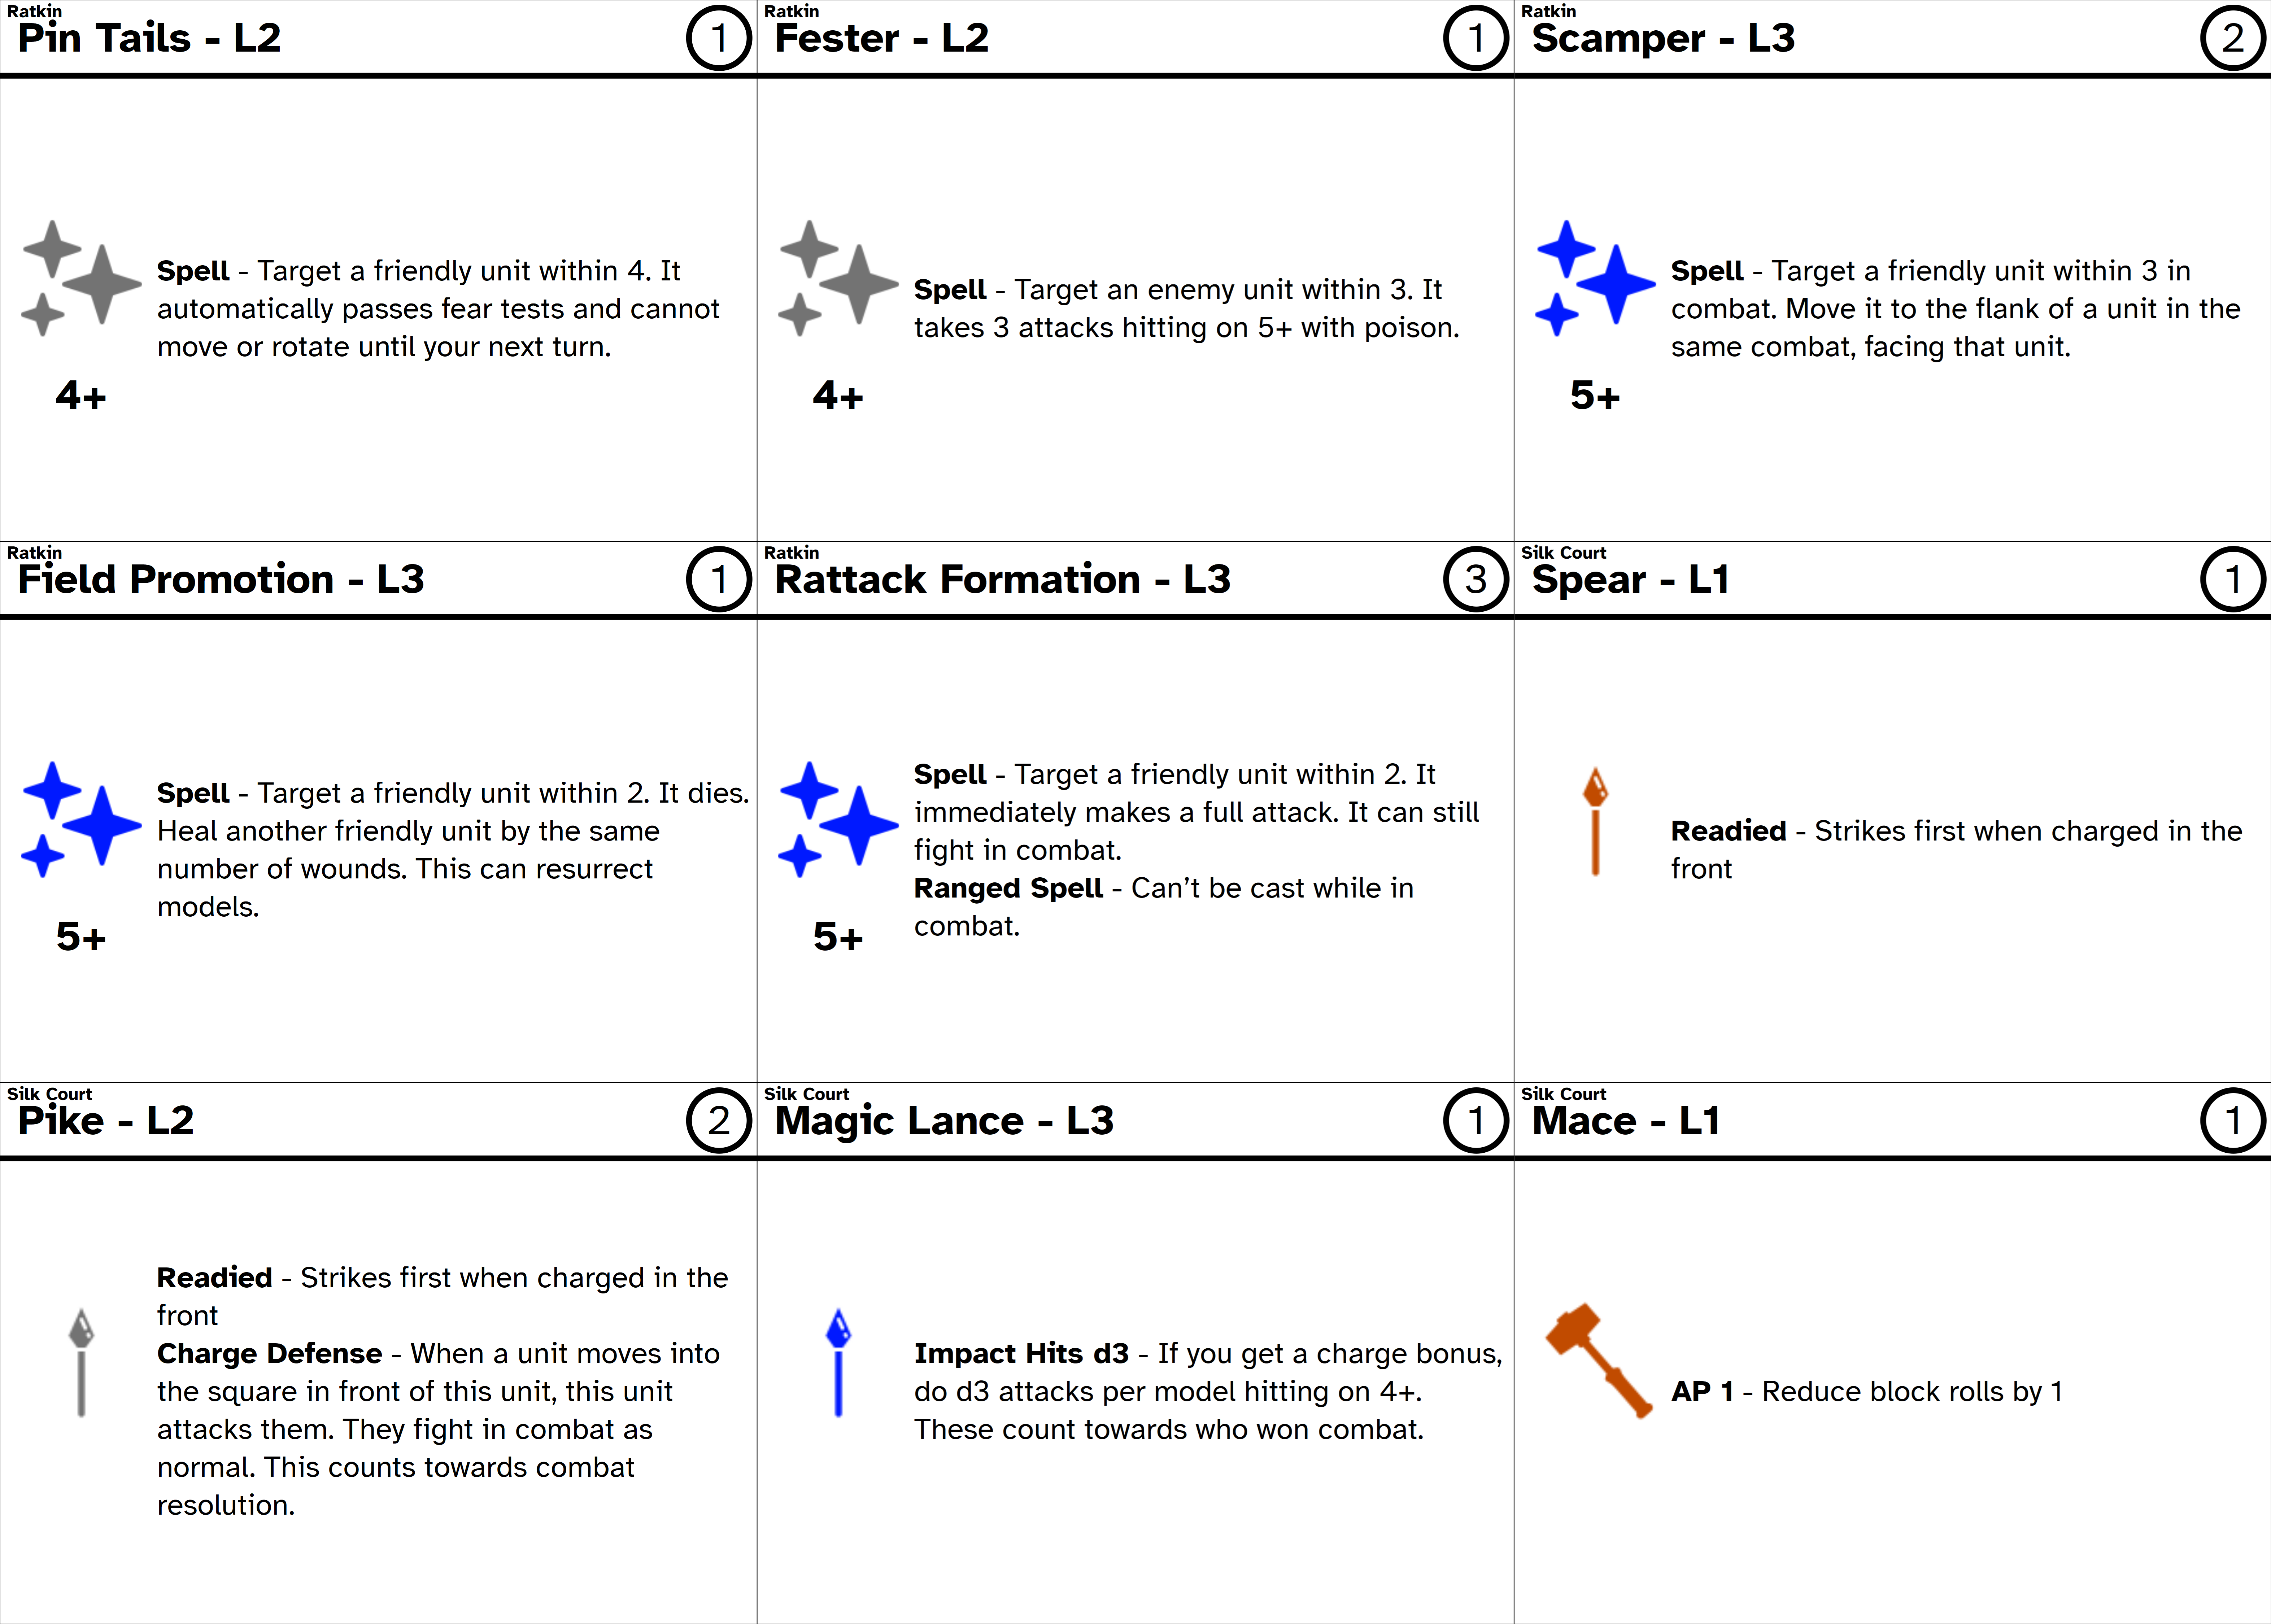 Ratkin
Pin Tails - L2
1
Spell - Target a friendly unit within 4. It
automatically passes fear tests and cannot
move or rotate until your next turn.
4+
Ratkin
Fester - L2
1
Spell - Target an enemy unit within 3. It
takes 3 attacks hitting on 5+ with poison.
4+
Ratkin
Scamper - L3
2
Spell - Target a friendly unit within 3 in
combat. Move it to the flank of a unit in the
same combat, facing that unit.
5+
Ratkin
Field Promotion - L3
1
Spell - Target a friendly unit within 2. It dies.
Heal another friendly unit by the same
number of wounds. This can resurrect
models.
5+
Ratkin
Rattack Formation - L3
3
Spell - Target a friendly unit within 2. It
immediately makes a full attack. It can still
fight in combat.
Ranged Spell - Can’t be cast while in
combat.
5+
Silk Court
Spear - L1
1
Readied - Strikes first when charged in the
front
Silk Court
Pike - L2
2
Readied - Strikes first when charged in the
front
Charge Defense - When a unit moves into
the square in front of this unit, this unit
attacks them. They fight in combat as
normal. This counts towards combat
resolution.
Silk Court
Magic Lance - L3
1
Impact Hits d3 - If you get a charge bonus,
do d3 attacks per model hitting on 4+.
These count towards who won combat.
Silk Court
Mace - L1
1
AP 1 - Reduce block rolls by 1